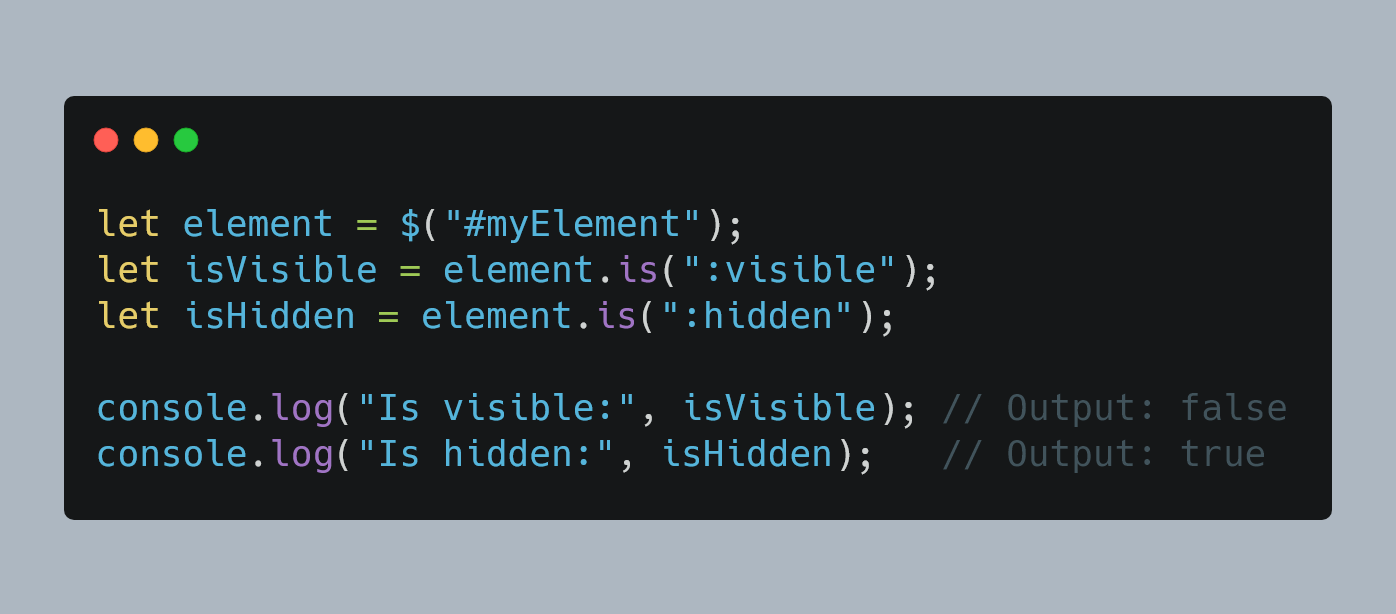 let element = $("#myElement");
let isVisible = element.is(":visible");
let isHidden = element.is(":hidden");
console.log("Is visible:", isVisible); // Output: false
console.log("Is hidden:", isHidden);   // Output: true